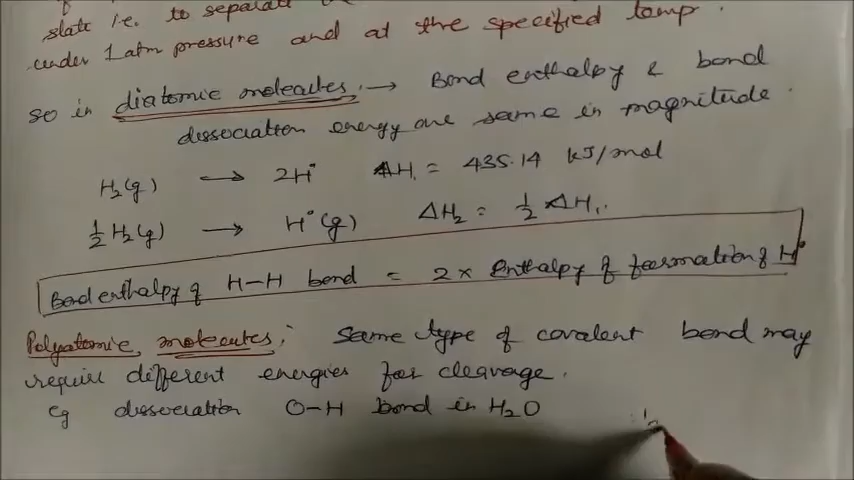 state i.e. to separate the
under 1atm pressure and at the specified temp.
So in diatomic molecules. → Bond enthalpy & bond
dissociation energy are same in magnitude.
H₂(g) → 2H° ΔH₁ = 435.14 kJ/mol
½ H₂(g) → H°(g) ΔH₂ = ½ ΔH₁.
Bond enthalpy of H–H bond = 2 × Enthalpy of formation of H°
Polyatomic molecules: Same type of covalent bond may
require different energies for cleavage.
Eg dissociation O–H bond in H₂O